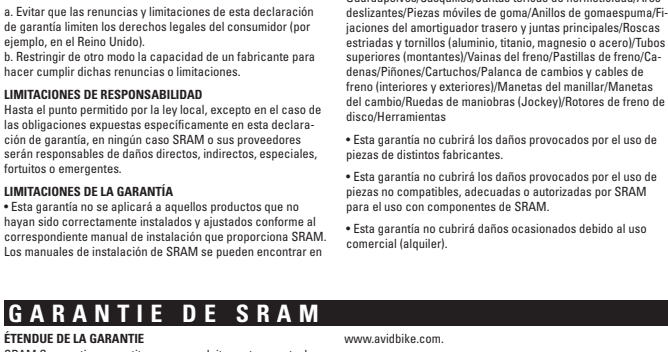 a. Evitar que las renuncias y limitaciones de esta declaración
de garantía limiten los derechos legales del consumidor (por
ejemplo, en el Reino Unido).
b. Restringir de otro modo la capacidad de un fabricante para
hacer cumplir dichas renuncias o limitaciones.
LIMITACIONES DE RESPONSABILIDAD
Hasta el punto permitido por la ley local, excepto en el caso de
las obligaciones expuestas específicamente en esta declara-
ción de garantía, en ningún caso SRAM o sus proveedores
serán responsables de daños directos, indirectos, especiales,
fortuitos o emergentes.
LIMITACIONES DE LA GARANTÍA
• Esta garantía no se aplicará a aquellos productos que no
hayan sido correctamente instalados y ajustados conforme al
correspondiente manual de instalación que proporciona SRAM.
Los manuales de instalación de SRAM se pueden encontrar en
deslizantes/Piezas móviles de goma/Anillos de gomaespuma/Fi-
jaciones del amortiguador trasero y juntas principales/Roscas
estriadas y tornillos (aluminio, titanio, magnesio o acero)/Tubos
superiores (montantes)/Vainas del freno/Pastillas de freno/Ca-
denas/Piñones/Cartuchos/Palanca de cambios y cables de
freno (interiores y exteriores)/Manetas del manillar/Manetas
del cambio/Ruedas de maniobras (Jockey)/Rotores de freno de
disco/Herramientas
• Esta garantía no cubrirá los daños provocados por el uso de
piezas de distintos fabricantes.
• Esta garantía no cubrirá los daños provocados por el uso de
piezas no compatibles, adecuadas o autorizadas por SRAM
para el uso con componentes de SRAM.
• Esta garantía no cubrirá daños ocasionados debido al uso
comercial (alquiler).
GARANTIE DE SRAM
ÉTENDUE DE LA GARANTIE
www.avidbike.com.